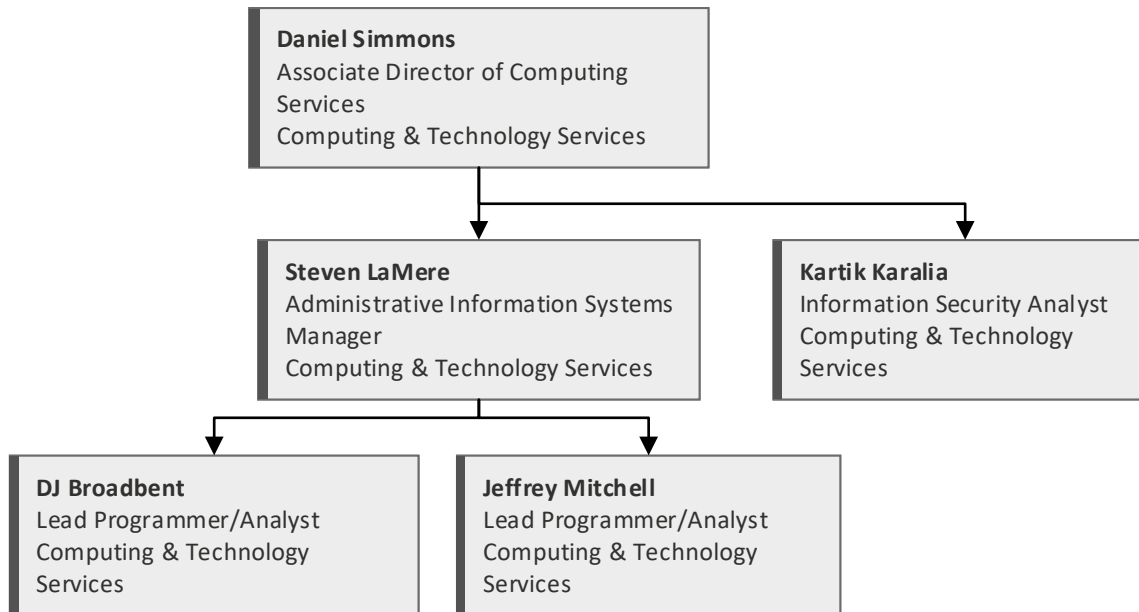 Daniel Simmons
Associate Director of Computing
Services
Computing & Technology Services
Steven LaMere
Administrative Information Systems
Manager
Computing & Technology Services
Kartik Karalia
Information Security Analyst
Computing & Technology
Services
DJ Broadbent
Lead Programmer/Analyst
Computing & Technology
Services
Jeffrey Mitchell
Lead Programmer/Analyst
Computing & Technology
Services